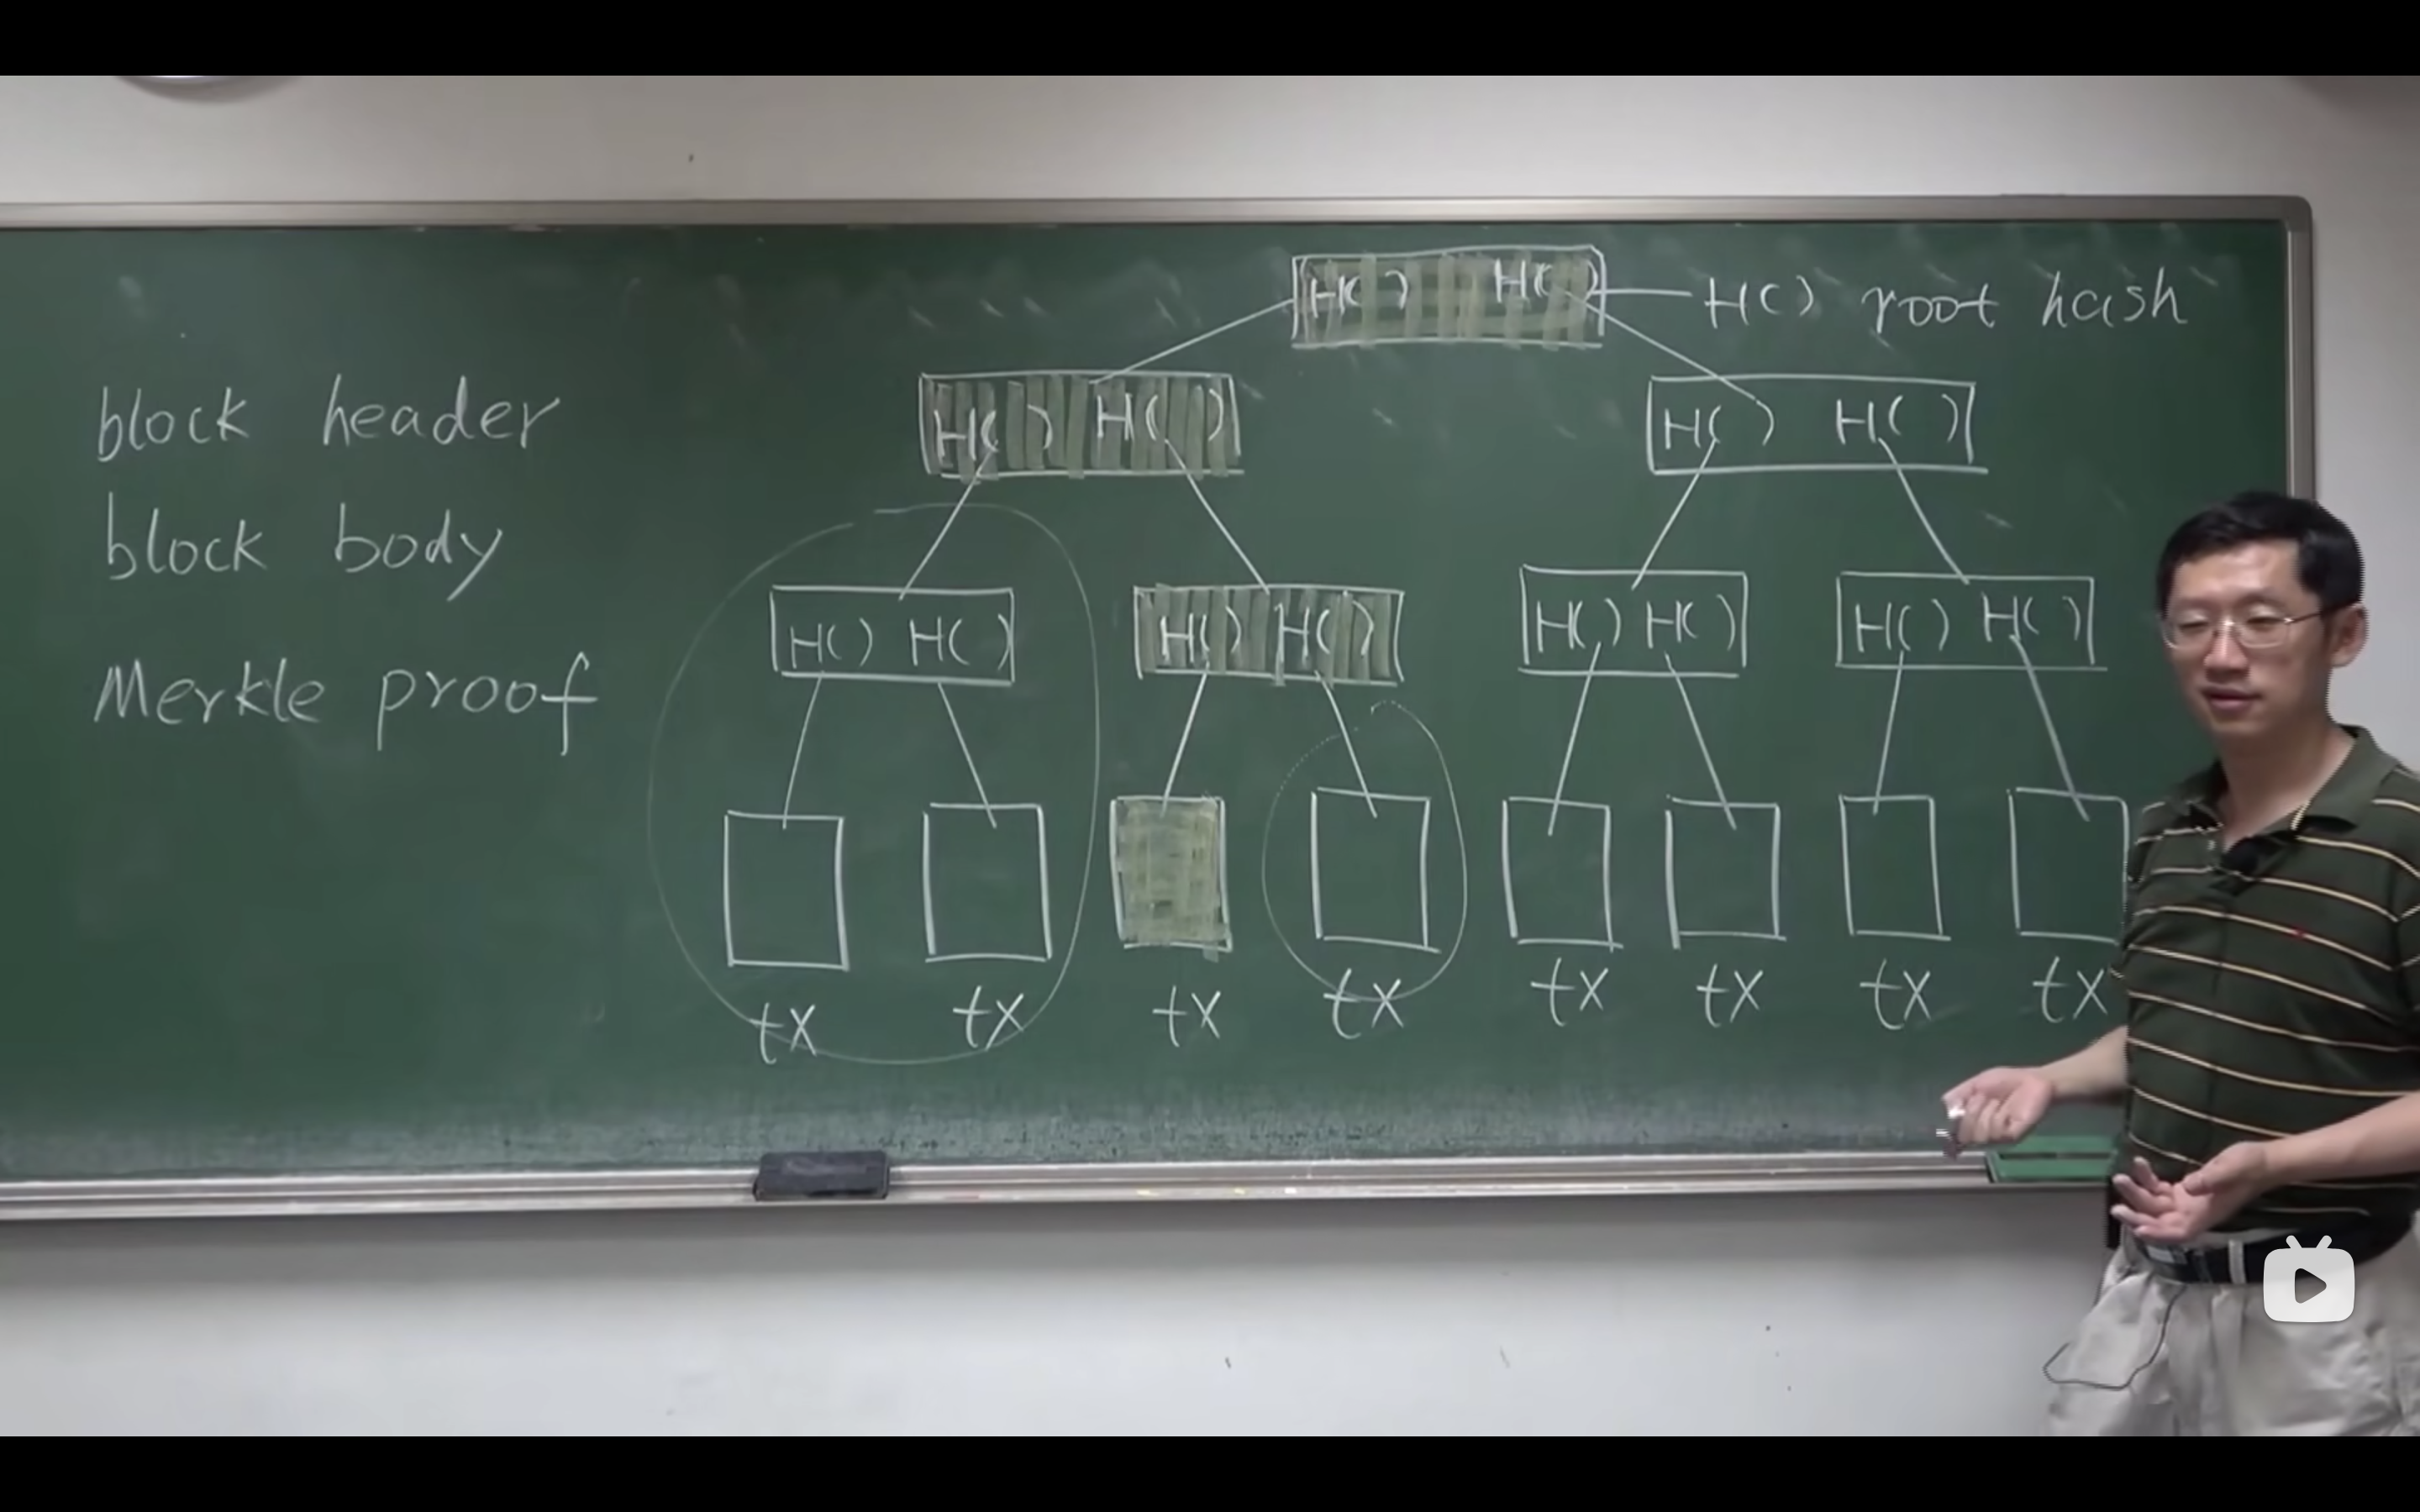 H( ) H( ) H( ) root hash
block header
H( ) H( ) H( ) H( )
block body
H( ) H( ) H( ) H( ) H( ) H( ) H( ) H( )
Merkle proof
tx tx tx tx tx tx tx tx